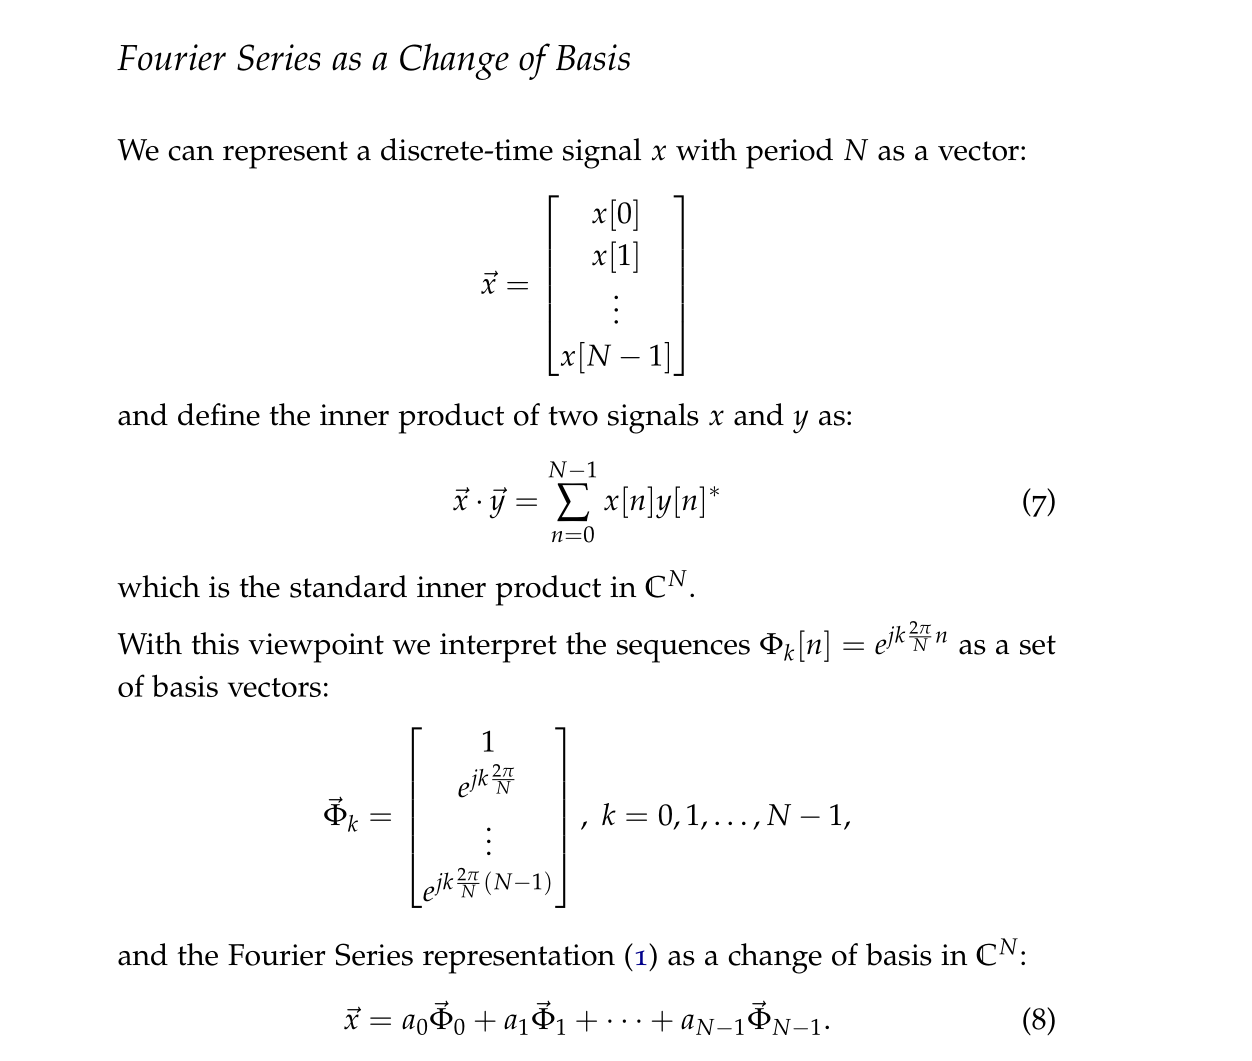 Fourier Series as a Change of Basis
We can represent a discrete-time signal x with period N as a vector:
$\vec{x} = \begin{bmatrix} x[0] \\ x[1] \\ \vdots \\ x[N-1] \end{bmatrix}$
and define the inner product of two signals x and y as:
$\vec{x} \cdot \vec{y} = \sum_{n=0}^{N-1} x[n]y[n]^*$ (7)
which is the standard inner product in $\mathbb{C}^N$.
With this viewpoint we interpret the sequences $\Phi_k[n] = e^{jk\frac{2\pi}{N}n}$ as a set
of basis vectors:
$\vec{\Phi}_k = \begin{bmatrix} 1 \\ e^{jk\frac{2\pi}{N}} \\ \vdots \\ e^{jk\frac{2\pi}{N}(N-1)} \end{bmatrix}, \; k = 0, 1, \ldots, N-1,$
and the Fourier Series representation (1) as a change of basis in $\mathbb{C}^N$:
$\vec{x} = a_0\vec{\Phi}_0 + a_1\vec{\Phi}_1 + \cdots + a_{N-1}\vec{\Phi}_{N-1}.$ (8)